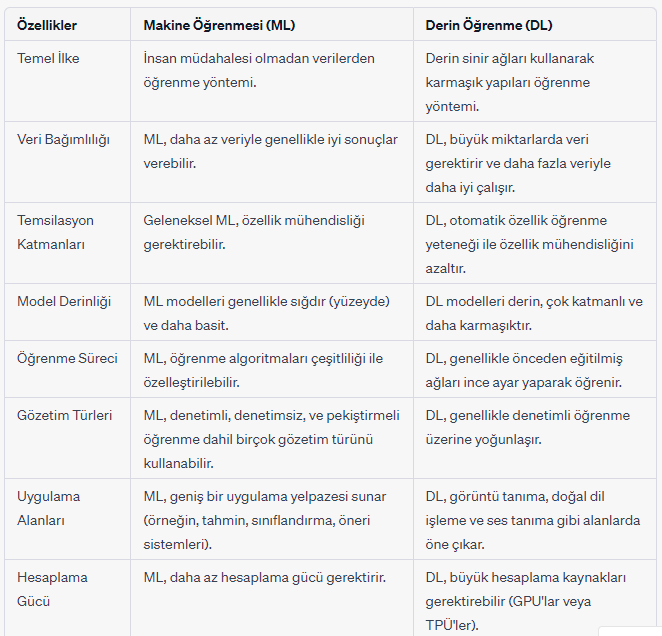 Özellikler
Makine Öğrenmesi (ML)
Derin Öğrenme (DL)
Temel İlke
İnsan müdahalesi olmadan verilerden
öğrenme yöntemi.
Derin sinir ağları kullanarak
karmaşık yapıları öğrenme
yöntemi.
Veri Bağımlılığı
ML, daha az veriyle genellikle iyi sonuçlar
verebilir.
DL, büyük miktarlarda veri
gerektirir ve daha fazla veriyle
daha iyi çalışır.
Temsilasyon
Katmanları
Geleneksel ML, özellik mühendisliği
gerektirebilir.
DL, otomatik özellik öğrenme
yeteneği ile özellik mühendisliğini
azaltır.
Model Derinliği
ML modelleri genellikle sığdır (yüzeyde)
ve daha basit.
DL modelleri derin, çok katmanlı ve
daha karmaşıktır.
Öğrenme Süreci
ML, öğrenme algoritmaları çeşitliliği ile
özelleştirilebilir.
DL, genellikle önceden eğitilmiş
ağları ince ayar yaparak öğrenir.
Gözetim Türleri
ML, denetimli, denetimsiz, ve pekiştirmeli
öğrenme dahil birçok gözetim türünü
kullanabilir.
DL, genellikle denetimli öğrenme
üzerine yoğunlaşır.
Uygulama
Alanları
ML, geniş bir uygulama yelpazesi sunar
(örneğin, tahmin, sınıflandırma, öneri
sistemleri).
DL, görüntü tanıma, doğal dil
işleme ve ses tanıma gibi alanlarda
öne çıkar.
Hesaplama
Gücü
ML, daha az hesaplama gücü gerektirir.
DL, büyük hesaplama kaynakları
gerektirebilir (GPU'lar veya
TPÜ'ler).